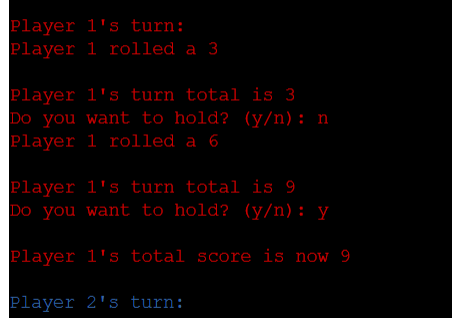 Player 1's turn:
Player 1 rolled a 3
Player 1's turn total is 3
Do you want to hold? (y/n): n
Player 1 rolled a 6
Player 1's turn total is 9
Do you want to hold? (y/n): y
Player 1's total score is now 9
Player 2's turn: